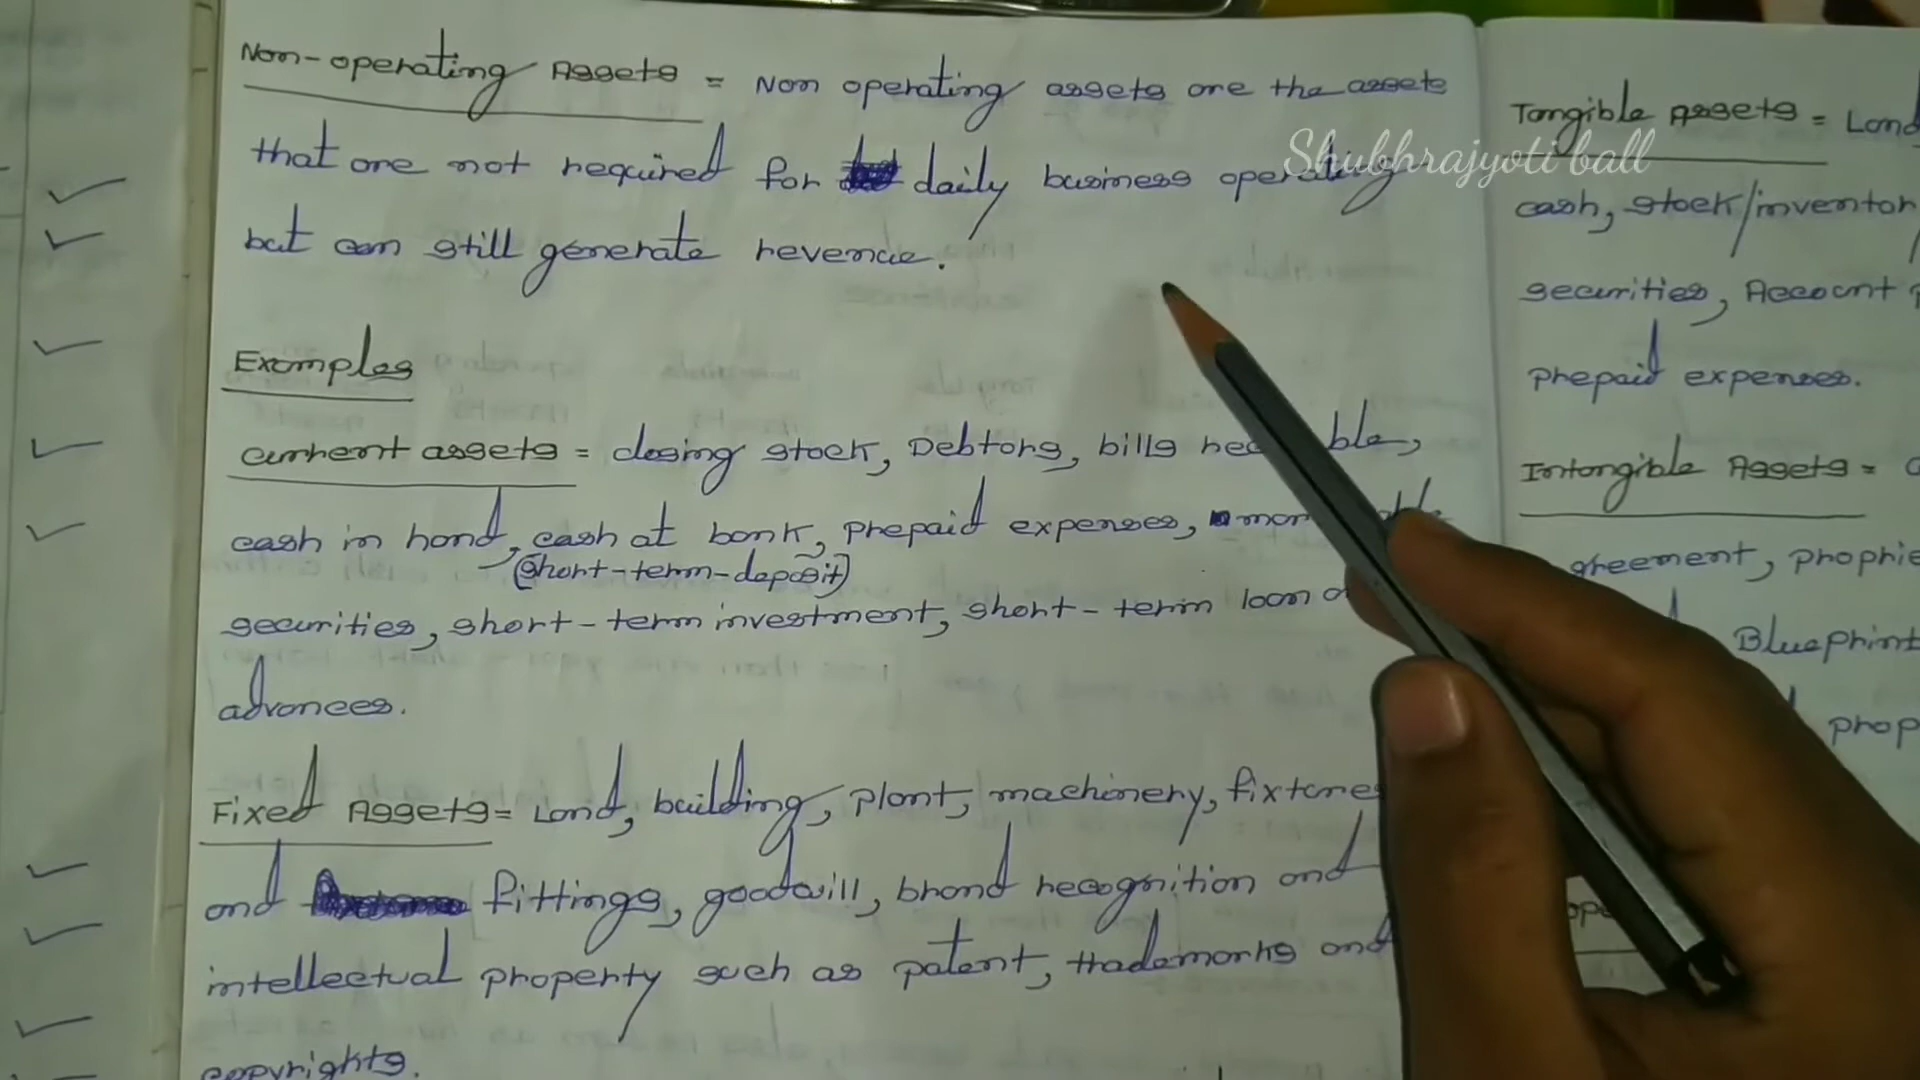 Non-operating Assets = Non operating assets are the assets
that are not required for daily business operating
but can still generate revenue.
Examples
current assets = closing stock, Debtors, bills
cash in hand, cash at bank, prepaid expenses,
(short-term-deposit)
securities, short-term investment, short-term loan
advances.
Fixed Assets = Land, building, plant, machinery, fixtures
and fittings, goodwill, brand recognition and
intellectual property such as patent, trademarks and
copyrights.
Tangible Assets = Land
cash, stock/inventor
securities, Account
prepaid expenses.
Intangible Assets =
greement, proprie
Blueprint
prop
Shubhrajyoti ball